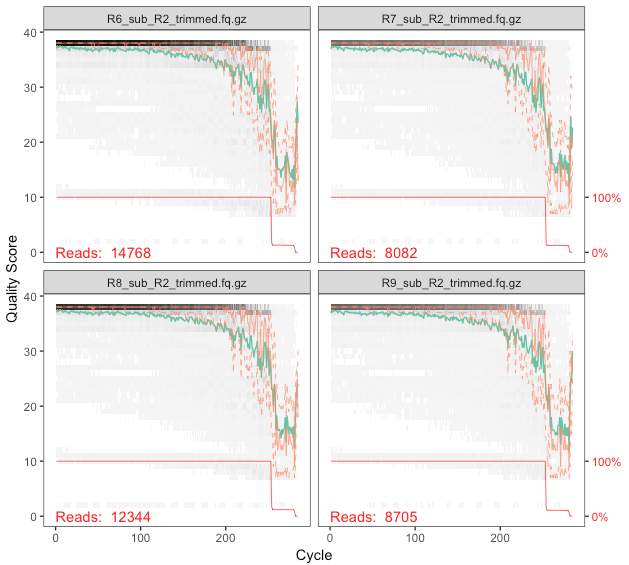 R6_sub_R2_trimmed.fq.gz
R7_sub_R2_trimmed.fq.gz
40
30
20
10
0
100%
0%
Reads: 14768
Reads: 8082
Quality Score
R8_sub_R2_trimmed.fq.gz
R9_sub_R2_trimmed.fq.gz
40
30
20
10
0
100%
0%
Reads: 12344
Reads: 8705
0
100
200
0
100
200
Cycle